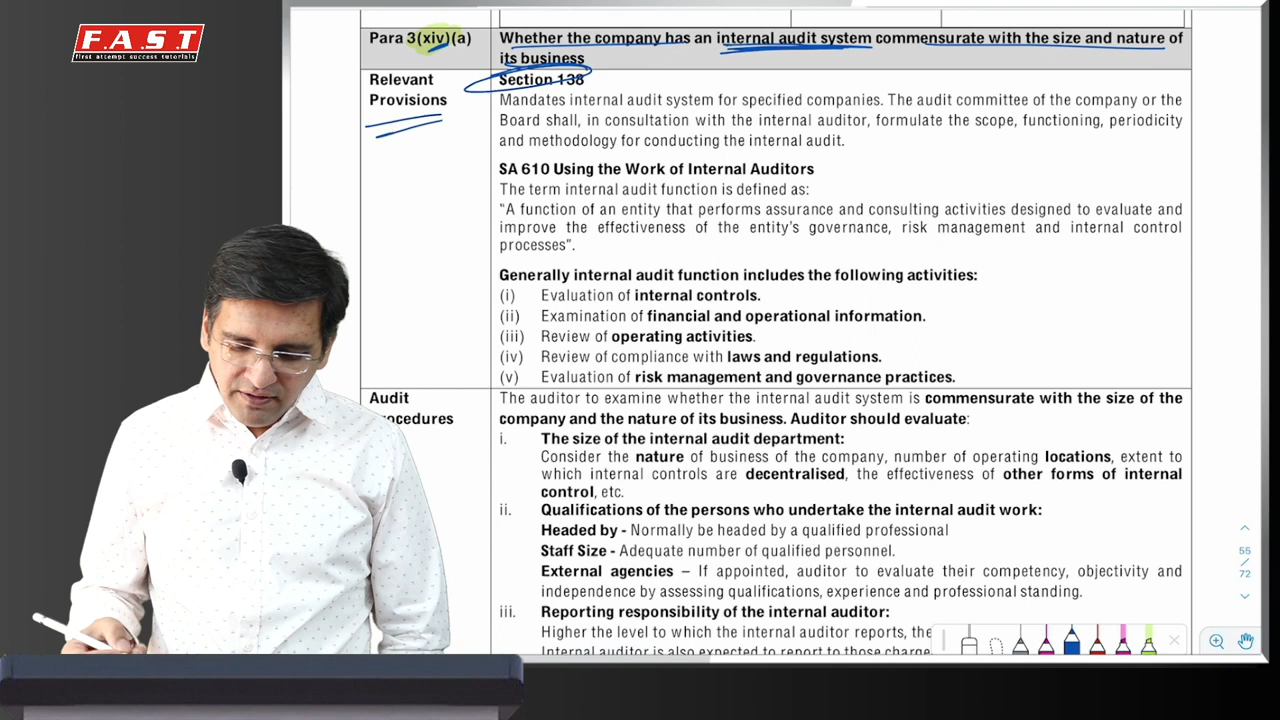 F.A.S.T
first attempt success tutorials
Para 3(xiv)(a)
Whether the company has an internal audit system commensurate with the size and nature of
its business
Relevant
Provisions
Section 138
Mandates internal audit system for specified companies. The audit committee of the company or the
Board shall, in consultation with the internal auditor, formulate the scope, functioning, periodicity
and methodology for conducting the internal audit.
SA 610 Using the Work of Internal Auditors
The term internal audit function is defined as:
"A function of an entity that performs assurance and consulting activities designed to evaluate and
improve the effectiveness of the entity's governance, risk management and internal control
processes".
Generally internal audit function includes the following activities:
(i) Evaluation of internal controls.
(ii) Examination of financial and operational information.
(iii) Review of operating activities.
(iv) Review of compliance with laws and regulations.
(v) Evaluation of risk management and governance practices.
Audit
ocedures
The auditor to examine whether the internal audit system is commensurate with the size of the
company and the nature of its business. Auditor should evaluate:
i. The size of the internal audit department:
Consider the nature of business of the company, number of operating locations, extent to
which internal controls are decentralised, the effectiveness of other forms of internal
control, etc.
ii. Qualifications of the persons who undertake the internal audit work:
Headed by - Normally be headed by a qualified professional
Staff Size - Adequate number of qualified personnel.
External agencies – If appointed, auditor to evaluate their competency, objectivity and
independence by assessing qualifications, experience and professional standing.
iii. Reporting responsibility of the internal auditor:
Higher the level to which the internal auditor reports, the
Internal auditor is also expected to report to those charge
55
/
72